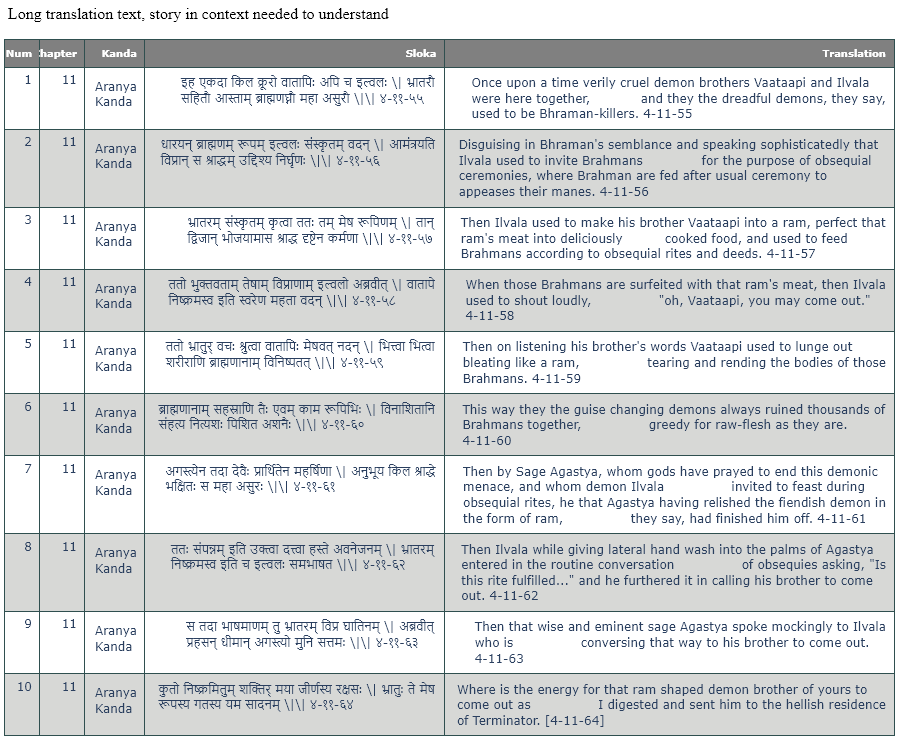 Long translation text, story in context needed to understand
Num Chapter Kanda Sloka Translation
1 11 Aranya Kanda
इह एकदा किल क्रूरो वातापिः अपि च इल्वलः \| भ्रातरौ
सहितौ आस्ताम् ब्राह्मणघ्नौ महा असुरौ \|\| ४-११-५५
Once upon a time verily cruel demon brothers Vaataapi and Ilvala
were here together, and they the dreadful demons, they say,
used to be Bhraman-killers. 4-11-55
2 11 Aranya Kanda
धारयन् ब्राह्मणम् रूपम् इल्वलः संस्कृतम् वदन् \| आमंत्रयति
विप्रान् स श्राद्धम् उद्दिश्य निर्घृणः \|\| ४-११-५६
Disguising in Bhraman's semblance and speaking sophisticatedly that
Ilvala used to invite Brahmans for the purpose of obsequial
ceremonies, where Brahman are fed after usual ceremony to
appeases their manes. 4-11-56
3 11 Aranya Kanda
भ्रातरम् संस्कृतम् कृत्वा ततः तम् मेष रूपिणम् \| तान्
द्विजान् भोजयामास श्राद्ध दृष्टेन कर्मणा \|\| ४-११-५७
Then Ilvala used to make his brother Vaataapi into a ram, perfect that
ram's meat into deliciously cooked food, and used to feed
Brahmans according to obsequial rites and deeds. 4-11-57
4 11 Aranya Kanda
ततो भुक्तवताम् तेषाम् विप्राणाम् इल्वलो अब्रवीत् \| वातापे
निष्क्रमस्व इति स्वरेण महता वदन् \|\| ४-११-५८
When those Brahmans are surfeited with that ram's meat, then Ilvala
used to shout loudly, "oh, Vaataapi, you may come out."
4-11-58
5 11 Aranya Kanda
ततो भ्रातुर् वचः श्रुत्वा वातापिः मेषवत् नदन् \| भित्त्वा भित्वा
शरीराणि ब्राह्मणानाम् विनिष्पतत् \|\| ४-११-५९
Then on listening his brother's words Vaataapi used to lunge out
bleating like a ram, tearing and rending the bodies of those
Brahmans. 4-11-59
6 11 Aranya Kanda
ब्राह्मणानाम् सहस्राणि तैः एवम् काम रूपिभिः \| विनाशितानि
संहत्य नित्यशः पिशित अशनैः \|\| ४-११-६०
This way they the guise changing demons always ruined thousands of
Brahmans together, greedy for raw-flesh as they are.
4-11-60
7 11 Aranya Kanda
अगस्त्येन तदा देवैः प्रार्थितेन महर्षिणा \| अनुभूय किल श्राद्धे
भक्षितः स महा असुरः \|\| ४-११-६१
Then by Sage Agastya, whom gods have prayed to end this demonic
menace, and whom demon Ilvala invited to feast during
obsequial rites, he that Agastya having relished the fiendish demon in
the form of ram, they say, had finished him off. 4-11-61
8 11 Aranya Kanda
ततः संपन्नम् इति उक्त्वा दत्त्वा हस्ते अवनेजनम् \| भ्रातरम्
निष्क्रमस्व इति च इल्वलः समभाषत \|\| ४-११-६२
Then Ilvala while giving lateral hand wash into the palms of Agastya
entered in the routine conversation of obsequies asking, "Is
this rite fulfilled..." and he furthered it in calling his brother to come
out. 4-11-62
9 11 Aranya Kanda
स तदा भाषमाणम् तु भ्रातरम् विप्र घातिनम् \| अब्रवीत्
प्रहसन् धीमान् अगस्त्यो मुनि सत्तमः \|\| ४-११-६३
Then that wise and eminent sage Agastya spoke mockingly to Ilvala
who is conversing that way to his brother to come out.
4-11-63
10 11 Aranya Kanda
कुतो निष्क्रमितुम् शक्तिर् मया जीर्णस्य रक्षसः \| भ्रातुः ते मेष
रूपस्य गतस्य यम सादनम् \|\| ४-११-६४
Where is the energy for that ram shaped demon brother of yours to
come out as I digested and sent him to the hellish residence
of Terminator. [4-11-64]